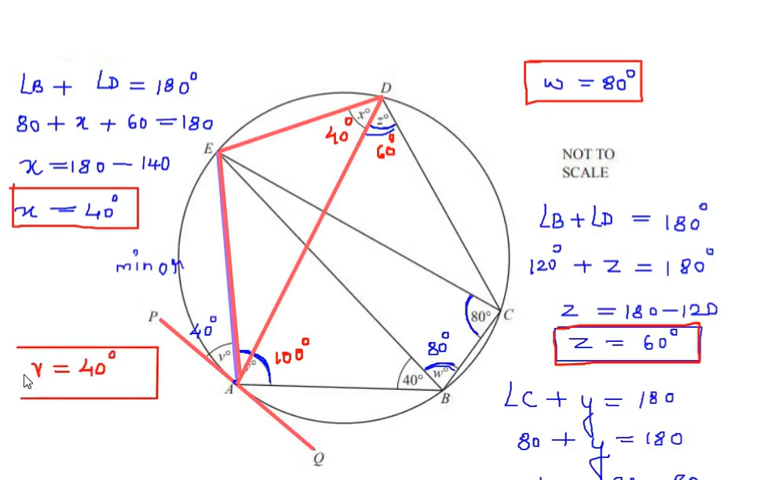 ∠B + ∠D = 180°
80 + x + 60 = 180
x = 180 - 140
x = 40°
minor
v = 40°
D
x°
z°
40°
60°
E
P
40°
v°
100°
A
40°
80°
w°
B
80°
C
Q
w = 80°
NOT TO
SCALE
∠B + ∠D = 180°
120° + z = 180°
z = 180 - 120
z = 60°
∠C + y = 180
80 + y = 180